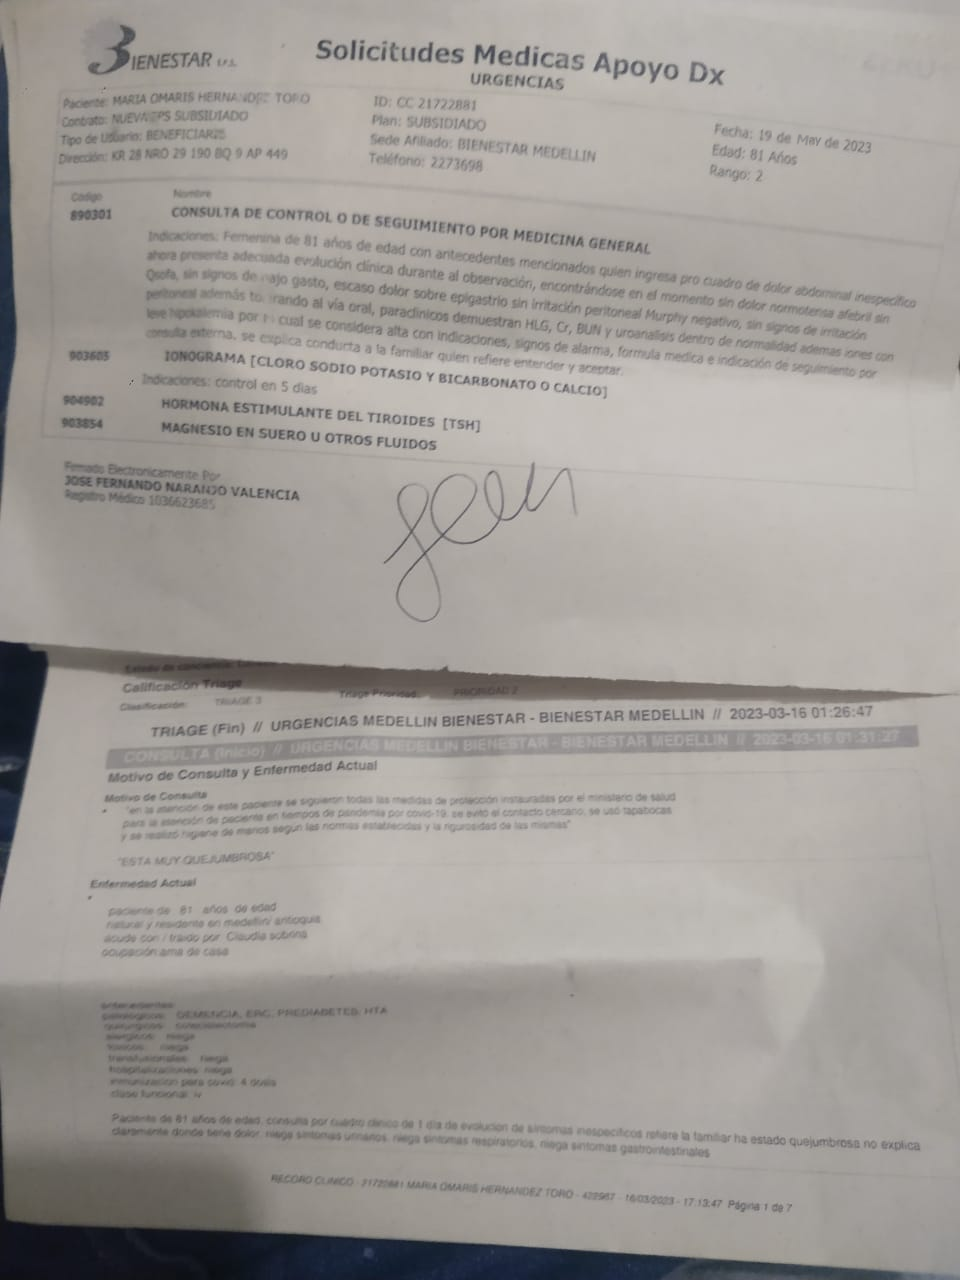 BIENESTAR IPS
Solicitudes Medicas Apoyo Dx
URGENCIAS
Paciente: MARIA OMARIS HERNANDEZ TORO
ID: CC 21722881
Fecha: 19 de May de 2023
Contrato: NUEVA EPS SUBSIDIADO
Plan: SUBSIDIADO
Edad: 81 Años
Tipo de Usuario: BENEFICIARIS
Sede Afiliado: BIENESTAR MEDELLIN
Rango: 2
Dirección: KR 28 NRO 29 190 BQ 9 AP 449
Teléfono: 2273698
Código Nombre
890301 CONSULTA DE CONTROL O DE SEGUIMIENTO POR MEDICINA GENERAL
Indicaciones: Femenina de 81 años de edad con antecedentes mencionados quien ingresa pro cuadro de dolor abdominal inespecífico
ahora presenta adecuada evolución clínica durante al observación, encontrándose en el momento sin dolor normotensa afebril sin
Qsofa, sin signos de bajo gasto, escaso dolor sobre epigastrio sin irritación peritoneal Murphy negativo, sin signos de irritación
peritoneal además tolerando al vía oral, paraclínicos demuestran HLG, Cr, BUN y uroanálisis dentro de normalidad ademas iones con
leve hipokalemia por lo cual se considera alta con indicaciones, signos de alarma, formula medica e indicación de seguimiento por
consulta externa, se explica conducta a la familiar quien refiere entender y aceptar.
903605 IONOGRAMA [CLORO SODIO POTASIO Y BICARBONATO O CALCIO]
Indicaciones: control en 5 dias
904902 HORMONA ESTIMULANTE DEL TIROIDES [TSH]
903854 MAGNESIO EN SUERO U OTROS FLUIDOS
Firmado Electronicamente Por
JOSE FERNANDO NARANJO VALENCIA
Registro Médico 1036623685
Estado de conciencia:
Calificación Triage
Clasificación: TRIAGE 3 Triage Prioridad: PRIORIDAD 2
TRIAGE (Fin) // URGENCIAS MEDELLIN BIENESTAR - BIENESTAR MEDELLIN // 2023-03-16 01:26:47
CONSULTA (Inicio) // URGENCIAS MEDELLIN BIENESTAR - BIENESTAR MEDELLIN // 2023-03-16 01:31:27
Motivo de Consulta y Enfermedad Actual
Motivo de Consulta
• "en la atención de este paciente se siguieron todas las medidas de protección instauradas por el ministerio de salud
para la atención de paciente en tiempos de pandemia por covid-19, se evitó el contacto cercano, se usó tapabocas
y se realizó higiene de manos según las normas establecidas y la rigurosidad de las mismas"
"ESTA MUY QUEJUMBROSA"
Enfermedad Actual
•
paciente de 81 años de edad
natural y residente en medellin/ antioquia
acude con / traido por: Claudia sobrina
ocupación ama de casa
antecedentes:
patologicos: DEMENCIA, ERC, PREDIABETES, HTA
quirurgicos: colecistectomia
alergicos: niega
toxicos: niega
transfusionales: niega
hospitalizaciones: niega
inmunizacion para covid: 4 dosis
clase funcional: iv
Paciente de 81 años de edad, consulta por cuadro clinico de 1 día de evolucion de sintomas inespecíficos refiere la familiar ha estado quejumbrosa no explica
claramente donde tiene dolor, niega sintomas urinarios, niega sintomas respiratorios, niega sintomas gastrointestinales
RECORD CLINICO - 21722881 MARIA OMARIS HERNANDEZ TORO - 16/03/2023 - 17:13:47 Página 1 de 7